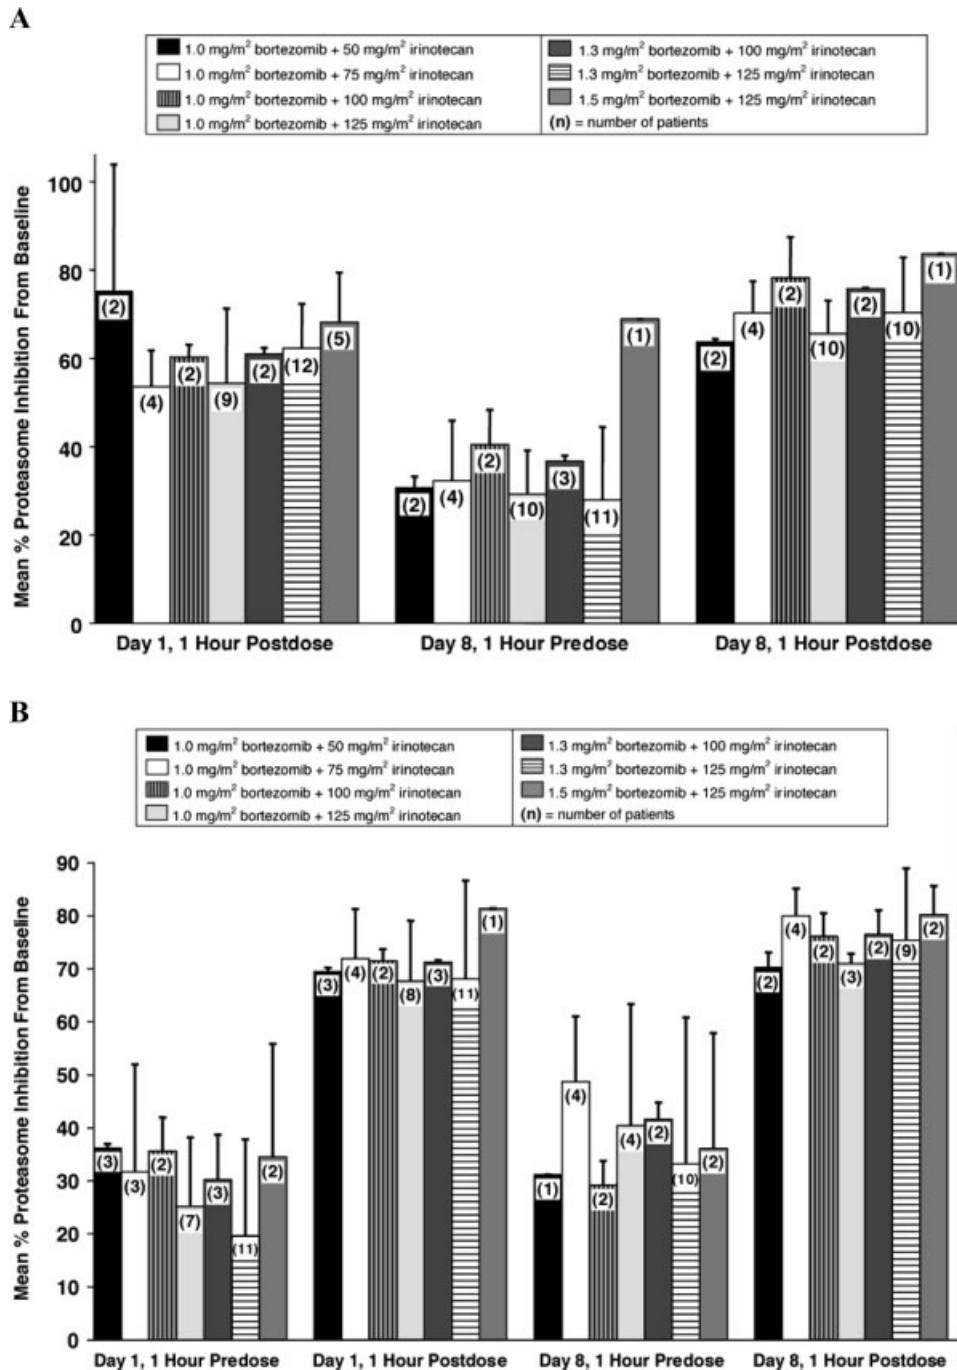 A
1.0 mg/m² bortezomib + 50 mg/m² irinotecan
1.0 mg/m² bortezomib + 75 mg/m² irinotecan
1.0 mg/m² bortezomib + 100 mg/m² irinotecan
1.0 mg/m² bortezomib + 125 mg/m² irinotecan
1.3 mg/m² bortezomib + 100 mg/m² irinotecan
1.3 mg/m² bortezomib + 125 mg/m² irinotecan
1.5 mg/m² bortezomib + 125 mg/m² irinotecan
(n) = number of patients
Mean % Proteasome Inhibition From Baseline
100
80
60
40
20
0
(2) (4) (2) (9) (2) (12) (5)
(2) (4) (2) (10) (3) (11) (1)
(2) (4) (2) (10) (2) (10) (1)
Day 1, 1 Hour Postdose
Day 8, 1 Hour Predose
Day 8, 1 Hour Postdose
B
1.0 mg/m² bortezomib + 50 mg/m² irinotecan
1.0 mg/m² bortezomib + 75 mg/m² irinotecan
1.0 mg/m² bortezomib + 100 mg/m² irinotecan
1.0 mg/m² bortezomib + 125 mg/m² irinotecan
1.3 mg/m² bortezomib + 100 mg/m² irinotecan
1.3 mg/m² bortezomib + 125 mg/m² irinotecan
1.5 mg/m² bortezomib + 125 mg/m² irinotecan
(n) = number of patients
Mean % Proteasome Inhibition From Baseline
90
80
70
60
50
40
30
20
10
0
(3) (3) (2) (7) (3) (11) (2)
(3) (4) (2) (8) (3) (11) (1)
(1) (4) (2) (4) (2) (10) (2)
(2) (4) (2) (3) (2) (9) (2)
Day 1, 1 Hour Predose
Day 1, 1 Hour Postdose
Day 8, 1 Hour Predose
Day 8, 1 Hour Postdose